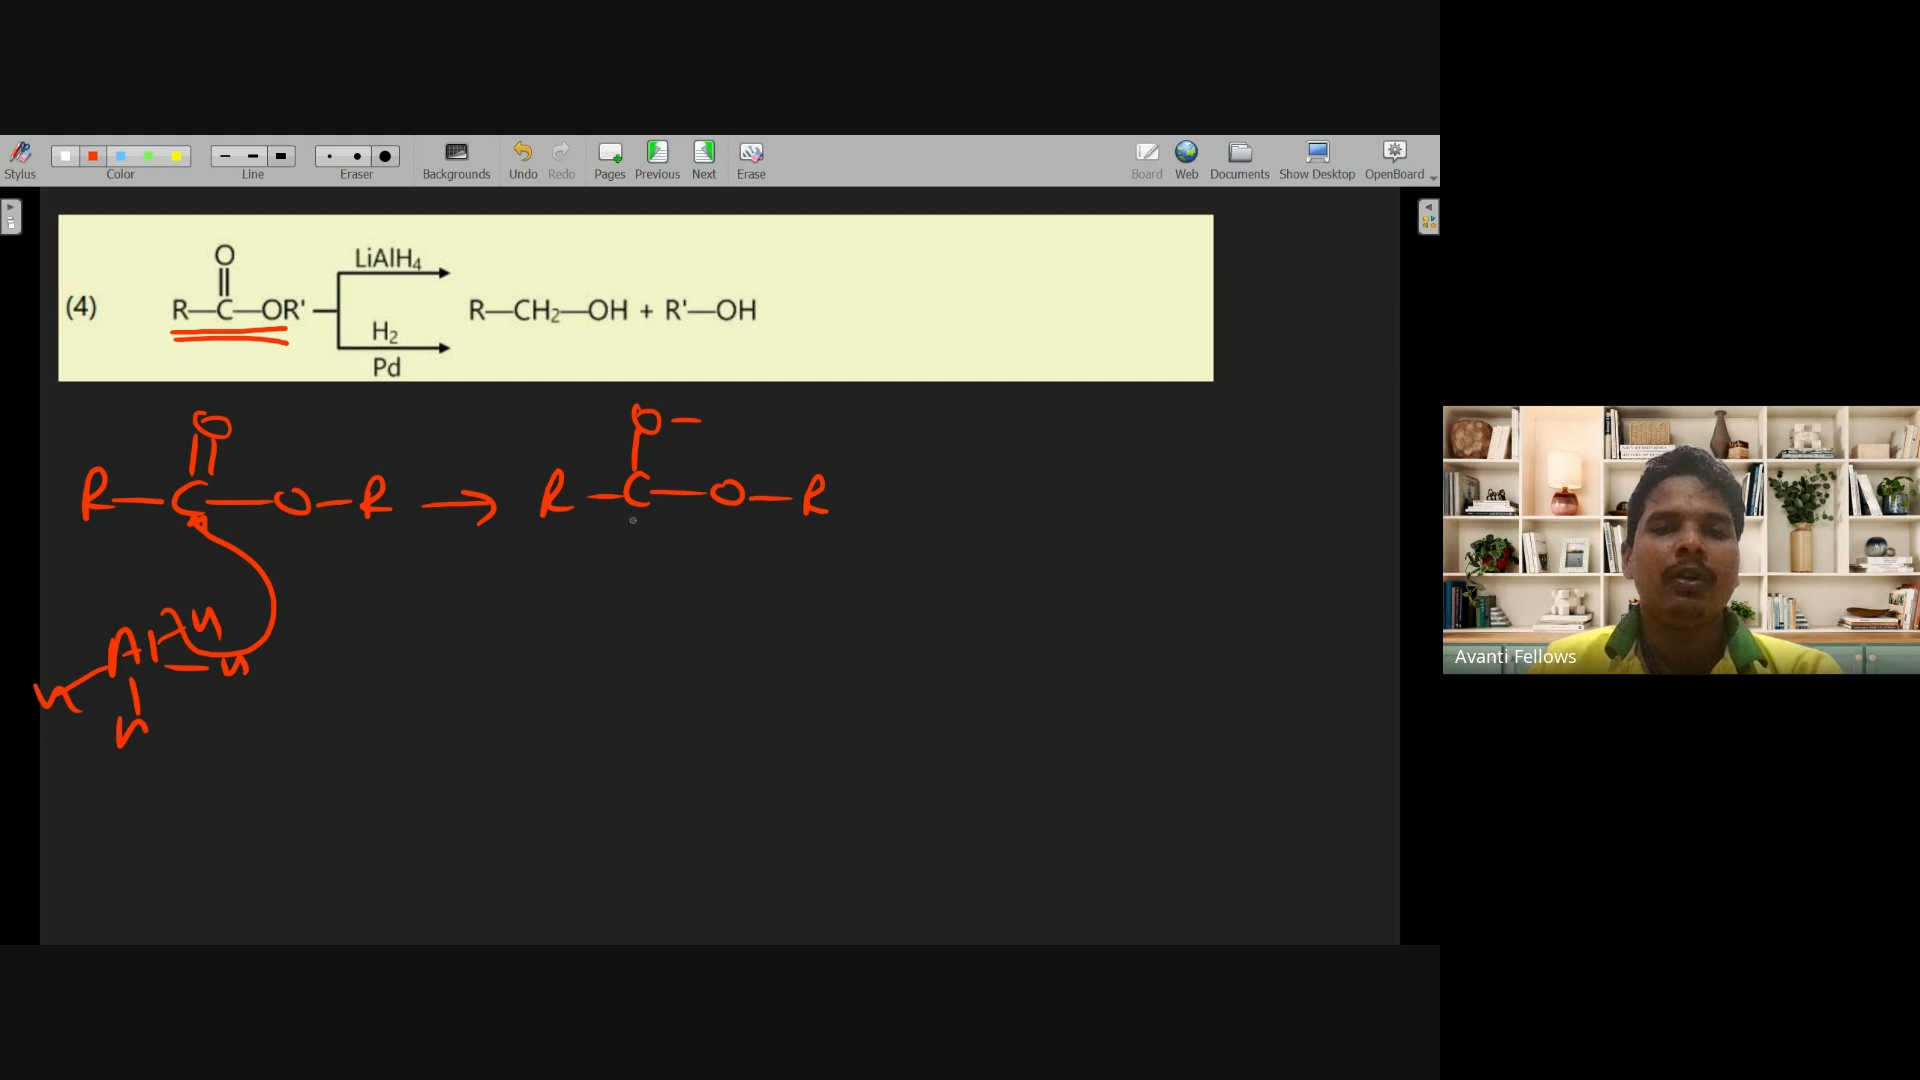 Stylus Color Line Eraser Backgrounds Undo Redo Pages Previous Next Erase Board Web Documents Show Desktop OpenBoard
O
LiAlH4
(4) R—C—OR' R—CH2—OH + R'—OH
H2
Pd
O O –
R—C—O—R → R—C—O—R
Al H
H
H
H
Avanti Fellows